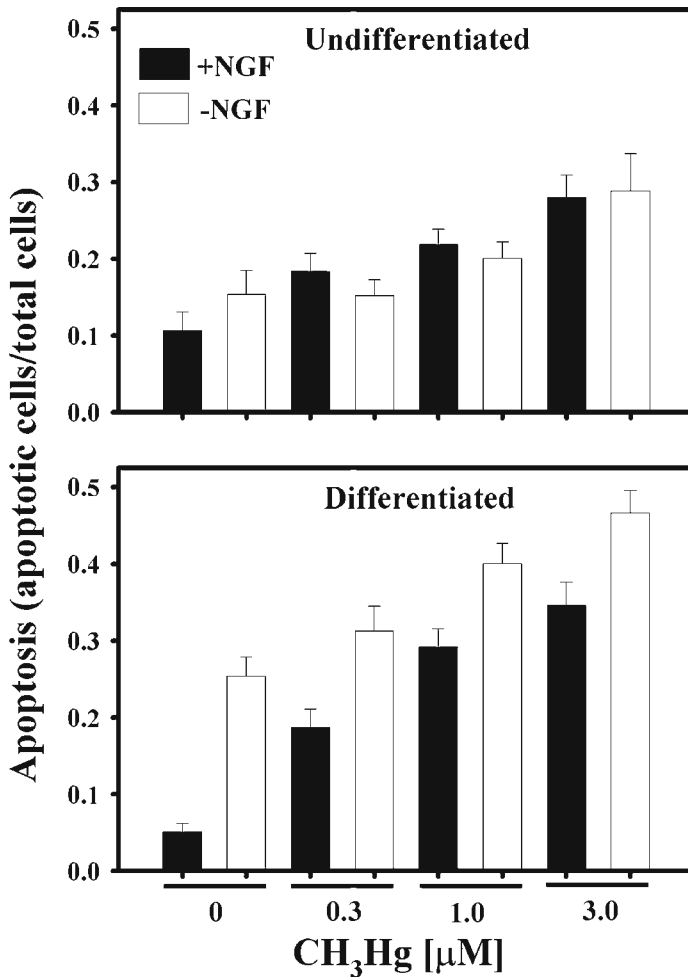 Apoptosis (apoptotic cells/total cells)
0.5
Undifferentiated
+NGF
-NGF
0.4
0.3
0.2
0.1
0.0
0.5
Differentiated
0.4
0.3
0.2
0.1
0.0
0 0.3 1.0 3.0
CH₃Hg [μM]